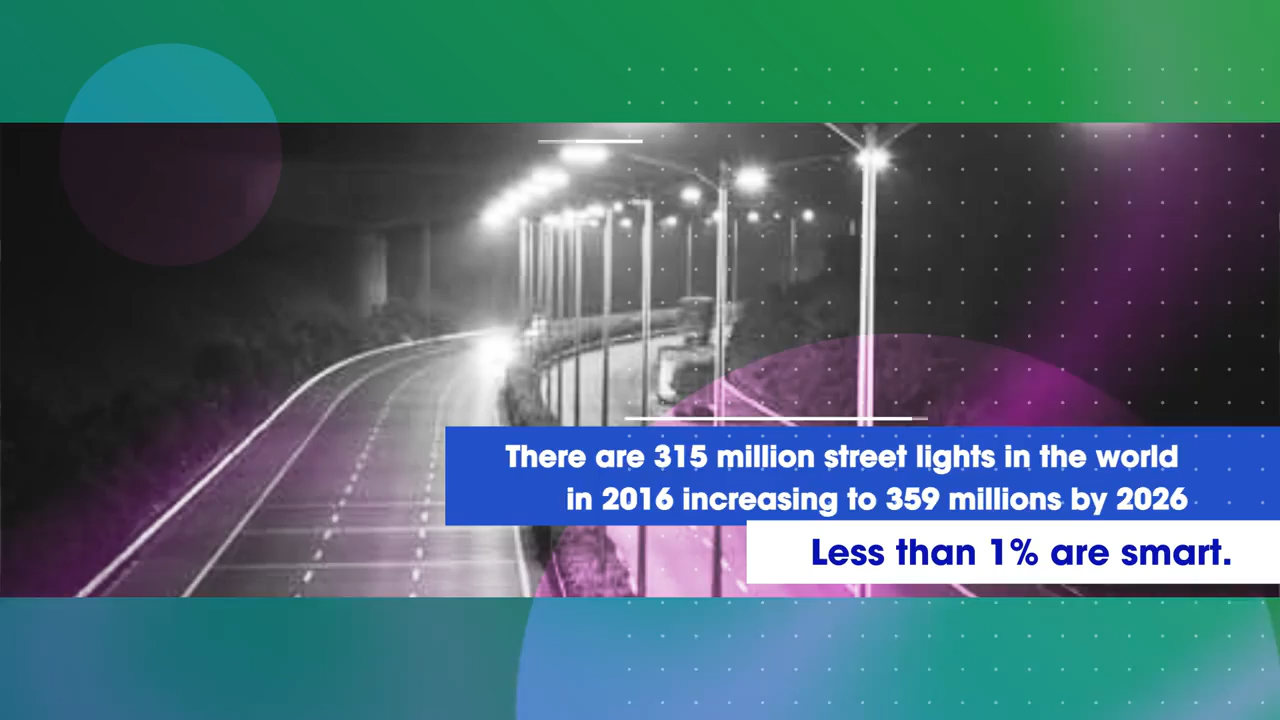 There are 315 million street lights in the world
in 2016 increasing to 359 millions by 2026
Less than 1% are smart.